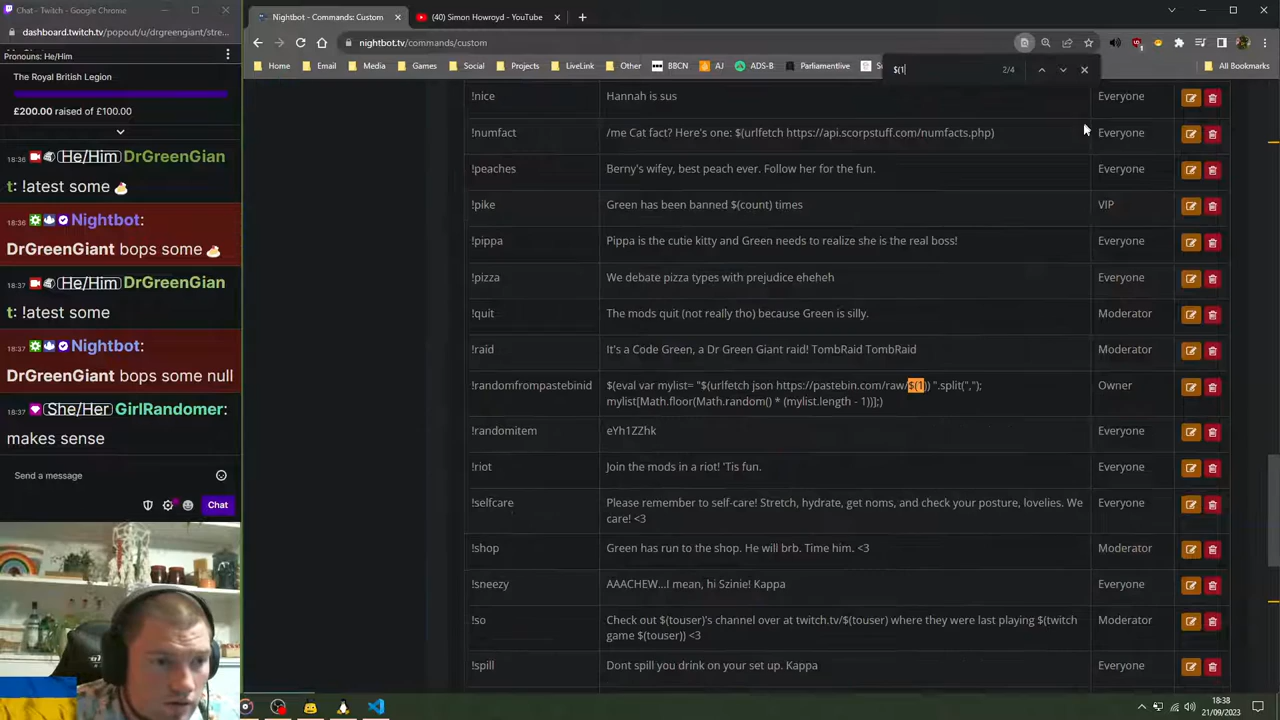 Chat - Twitch - Google Chrome
dashboard.twitch.tv/popout/u/drgreengiant/stre...
Pronouns: He/Him
The Royal British Legion
£200.00 raised of £100.00
18:36 He/Him DrGreenGian
t: !atest some
18:36 Nightbot:
DrGreenGiant bops some
18:37 He/Him DrGreenGian
t: !atest some
18:37 Nightbot:
DrGreenGiant bops some null
18:37 She/Her GirlRandomer:
makes sense
Send a message
Chat
Nightbot - Commands: Custom
(40) Simon Howroyd - YouTube
nightbot.tv/commands/custom
Home Email Media Games Social Projects LiveLink Other BBCN AJ ADS-B Parliamentlive All Bookmarks
$(1 2/4
!nice Hannah is sus Everyone
!numfact /me Cat fact? Here's one: $(urlfetch https://api.scorpstuff.com/numfacts.php) Everyone
!peaches Berny's wifey, best peach ever. Follow her for the fun. Everyone
!pike Green has been banned $(count) times VIP
!pippa Pippa is the cutie kitty and Green needs to realize she is the real boss! Everyone
!pizza We debate pizza types with prejudice eheheh Everyone
!quit The mods quit (not really tho) because Green is silly. Moderator
!raid It's a Code Green, a Dr Green Giant raid! TombRaid TombRaid Moderator
!randomfrompastebinid $(eval var mylist= "$(urlfetch json https://pastebin.com/raw/$(1)) ".split(","); Owner
mylist[Math.floor(Math.random() * (mylist.length - 1))];)
!randomitem eYh1ZZhk Everyone
!riot Join the mods in a riot! 'Tis fun. Everyone
!selfcare Please remember to self-care! Stretch, hydrate, get noms, and check your posture, lovelies. We Everyone
care! <3
!shop Green has run to the shop. He will brb. Time him. <3 Moderator
!sneezy AAACHEW...I mean, hi Szinie! Kappa Everyone
!so Check out $(touser)'s channel over at twitch.tv/$(touser) where they were last playing $(twitch Moderator
game $(touser)) <3
!spill Dont spill you drink on your set up. Kappa Everyone
18:38
21/09/2023